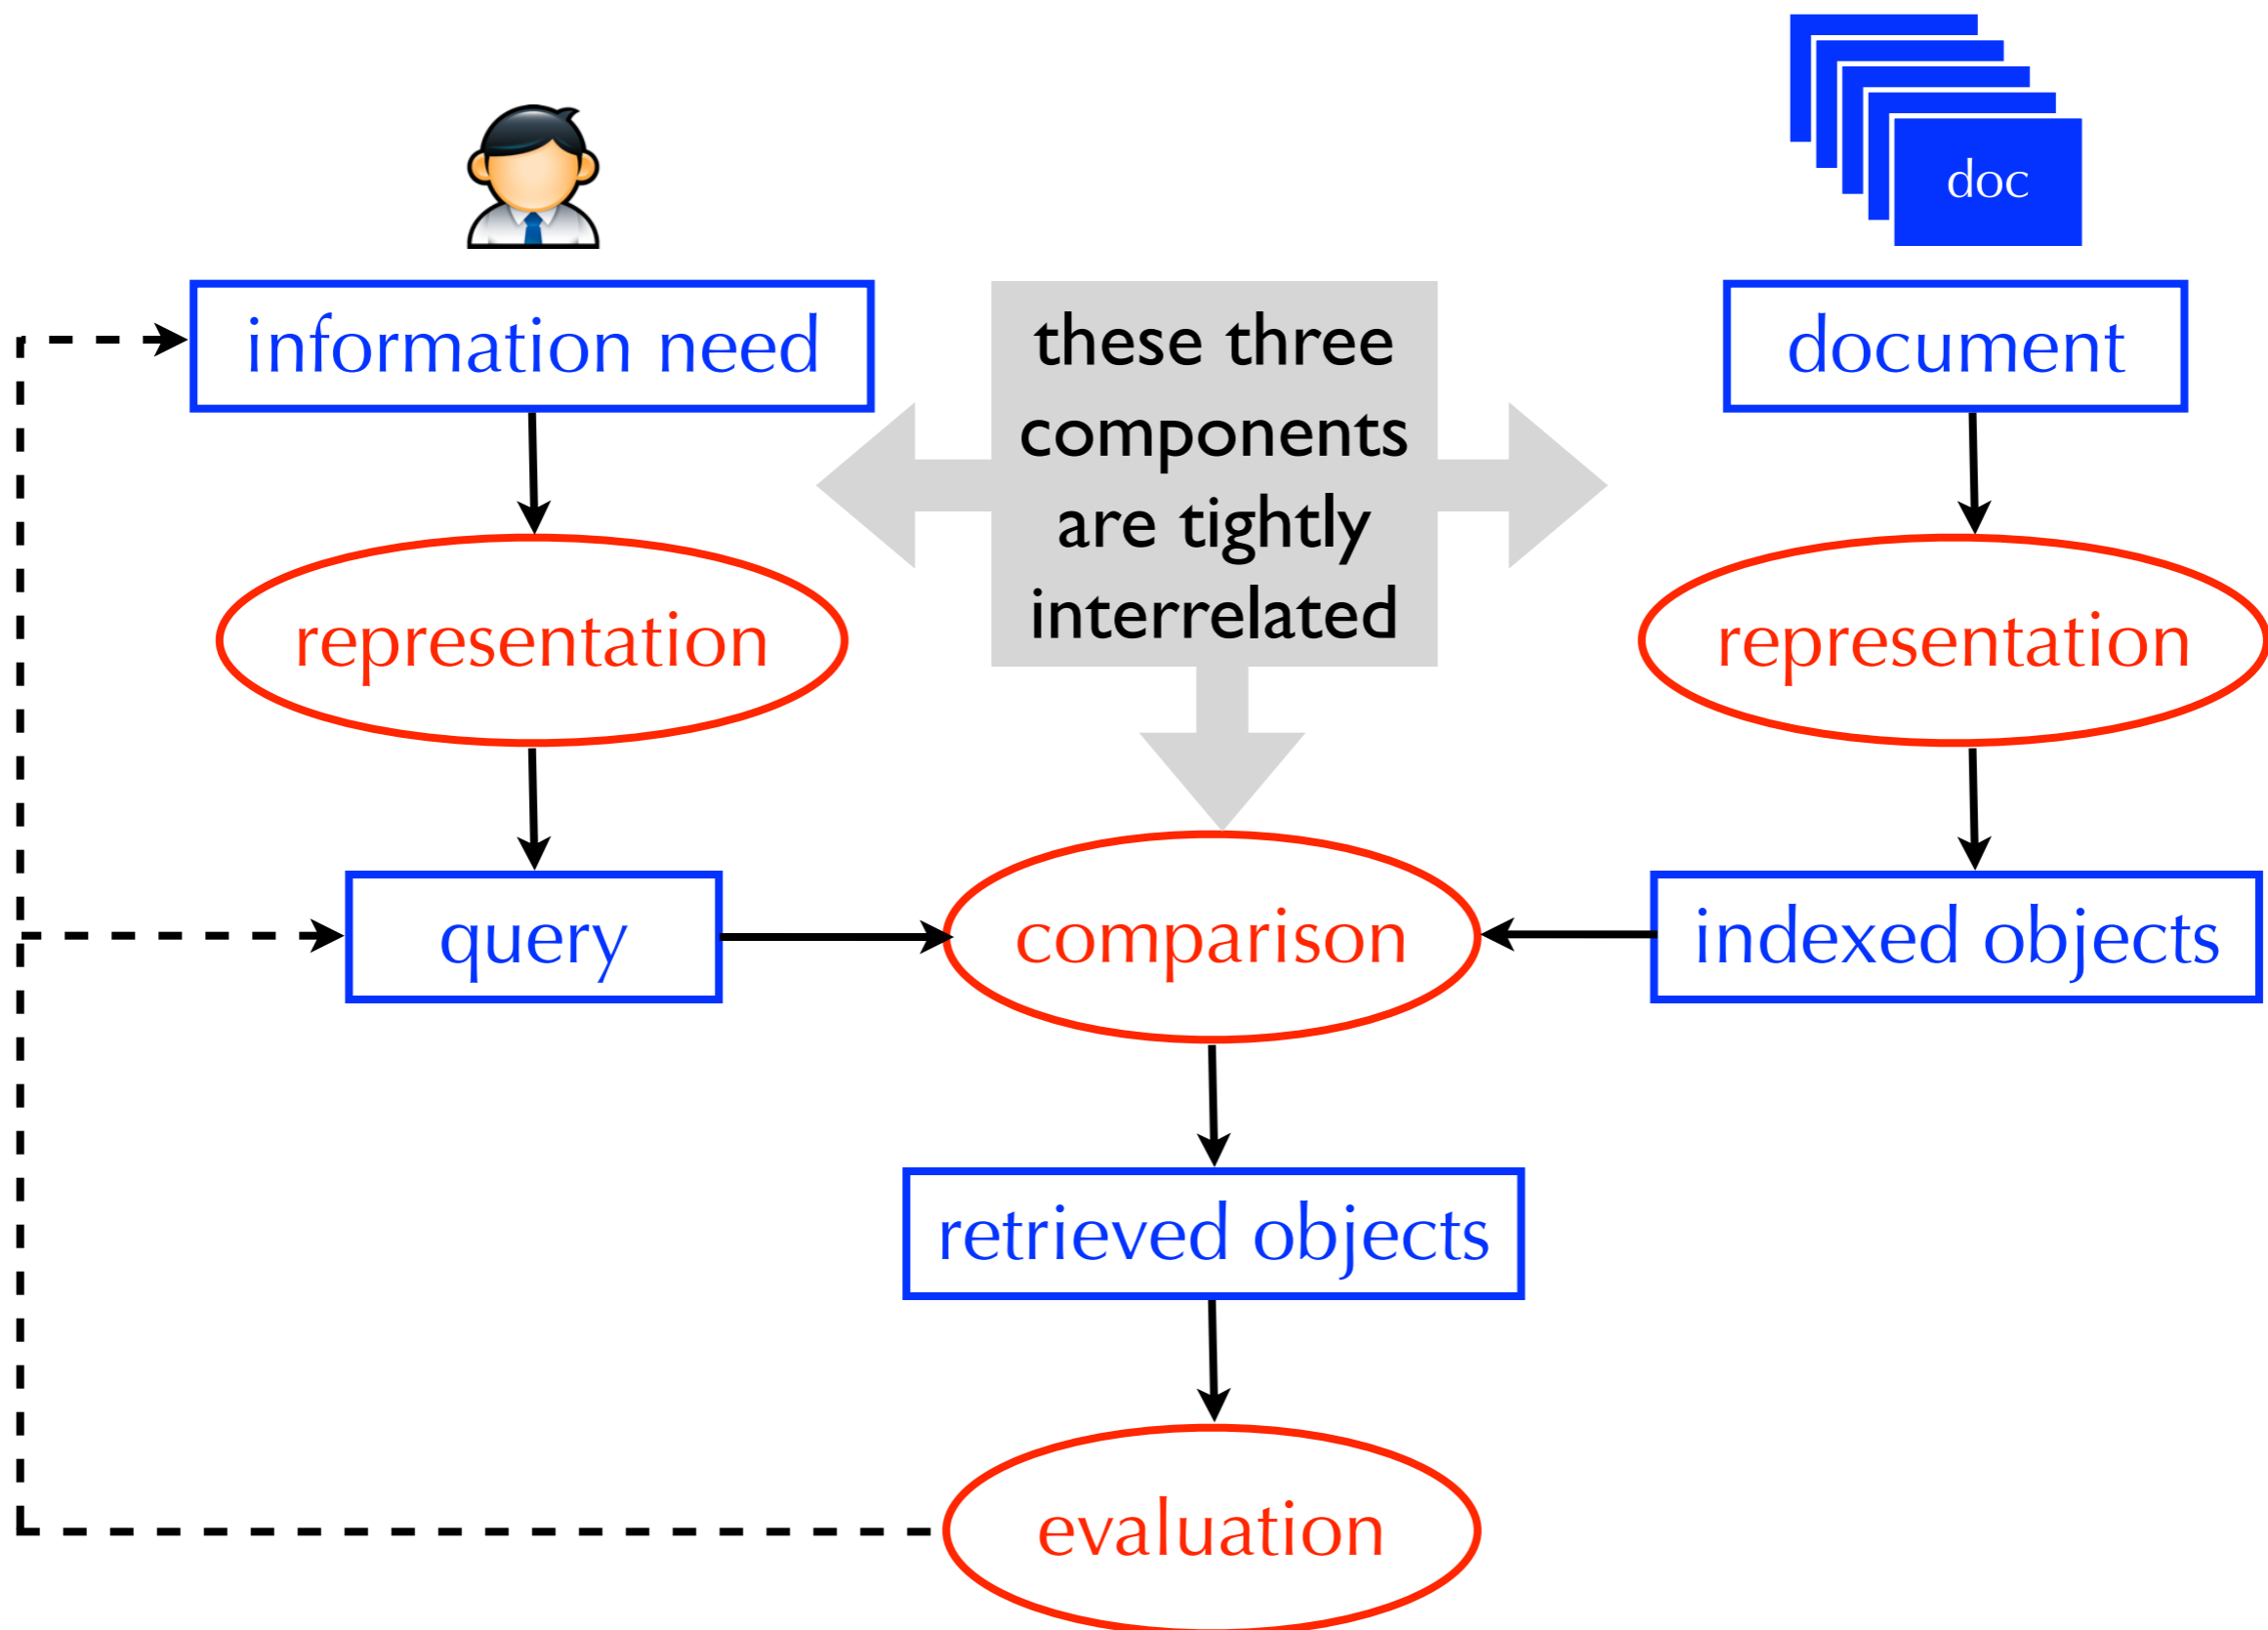 doc
information need
these three
components
are tightly
interrelated
document
representation
representation
query
comparison
indexed objects
retrieved objects
evaluation